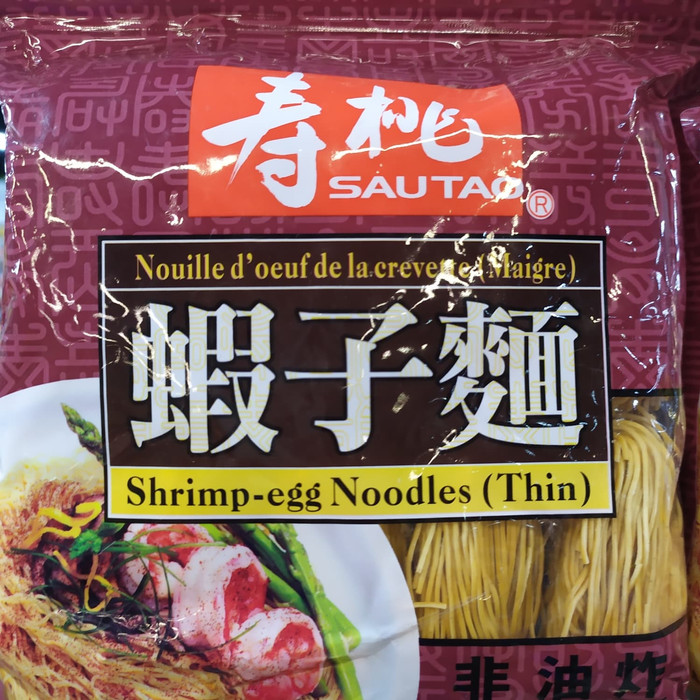 寿桃
SAU TAO®
Nouille d'oeuf de la crevette (Maigre)
蝦子麵
Shrimp-egg Noodles (Thin)
非油炸